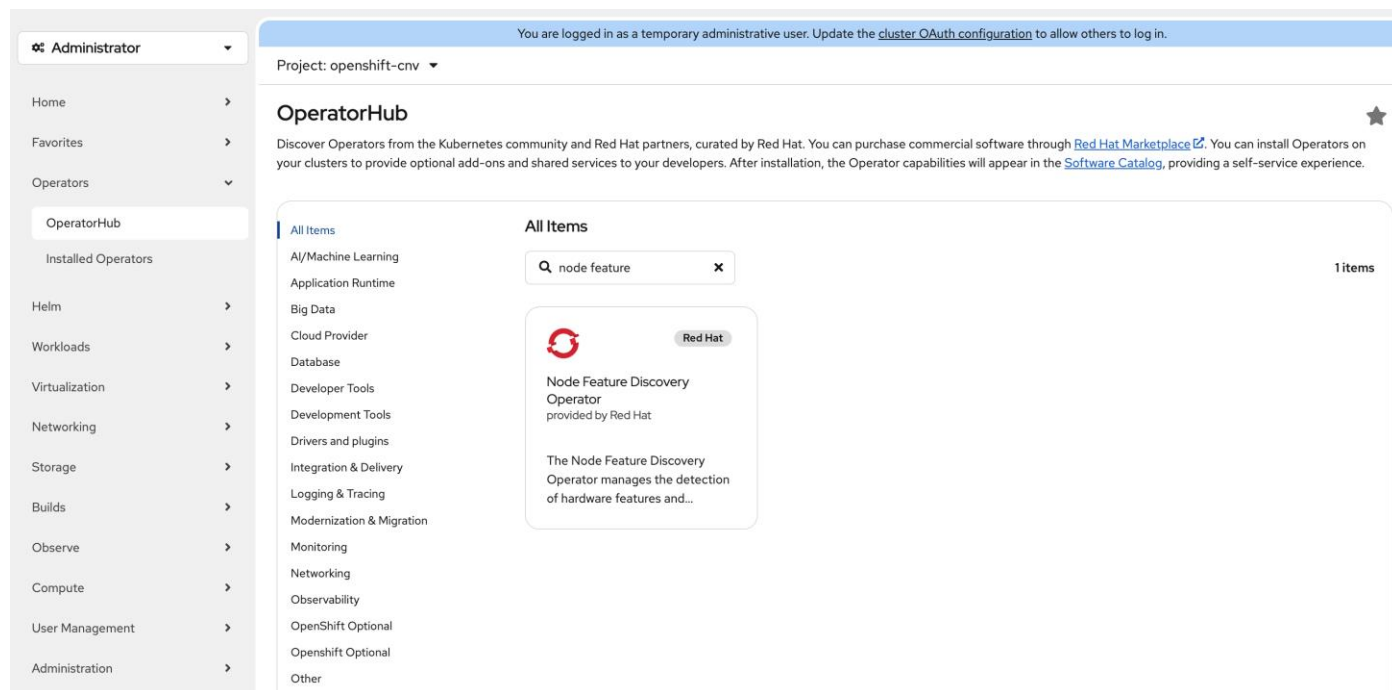 Administrator
You are logged in as a temporary administrative user. Update the cluster OAuth configuration to allow others to log in.
Project: openshift-cnv
Home
Favorites
Operators
OperatorHub
Installed Operators
Helm
Workloads
Virtualization
Networking
Storage
Builds
Observe
Compute
User Management
Administration
OperatorHub
Discover Operators from the Kubernetes community and Red Hat partners, curated by Red Hat. You can purchase commercial software through Red Hat Marketplace. You can install Operators on
your clusters to provide optional add-ons and shared services to your developers. After installation, the Operator capabilities will appear in the Software Catalog, providing a self-service experience.
All Items
AI/Machine Learning
Application Runtime
Big Data
Cloud Provider
Database
Developer Tools
Development Tools
Drivers and plugins
Integration & Delivery
Logging & Tracing
Modernization & Migration
Monitoring
Networking
Observability
OpenShift Optional
Openshift Optional
Other
All Items
node feature
1 items
Red Hat
Node Feature Discovery
Operator
provided by Red Hat
The Node Feature Discovery
Operator manages the detection
of hardware features and...